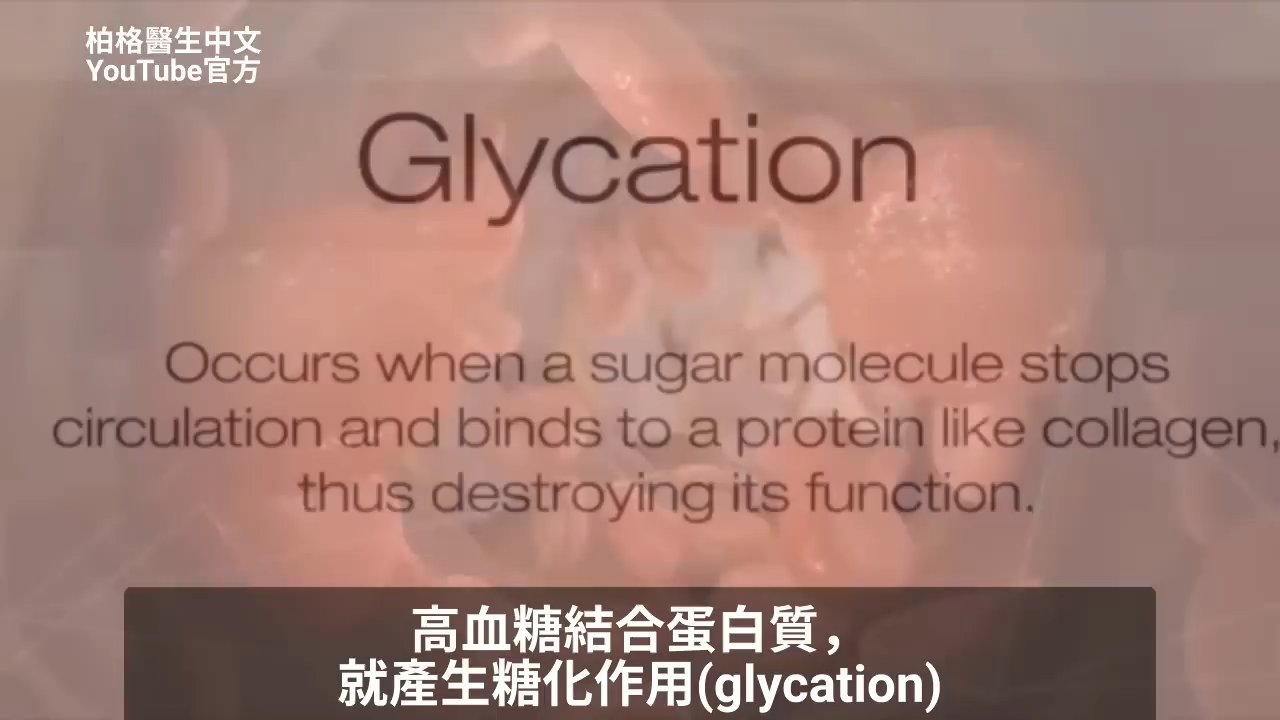 柏格醫生中文
YouTube官方
Glycation
Occurs when a sugar molecule stops
circulation and binds to a protein like collagen,
thus destroying its function.
高血糖結合蛋白質，
就產生糖化作用(glycation)